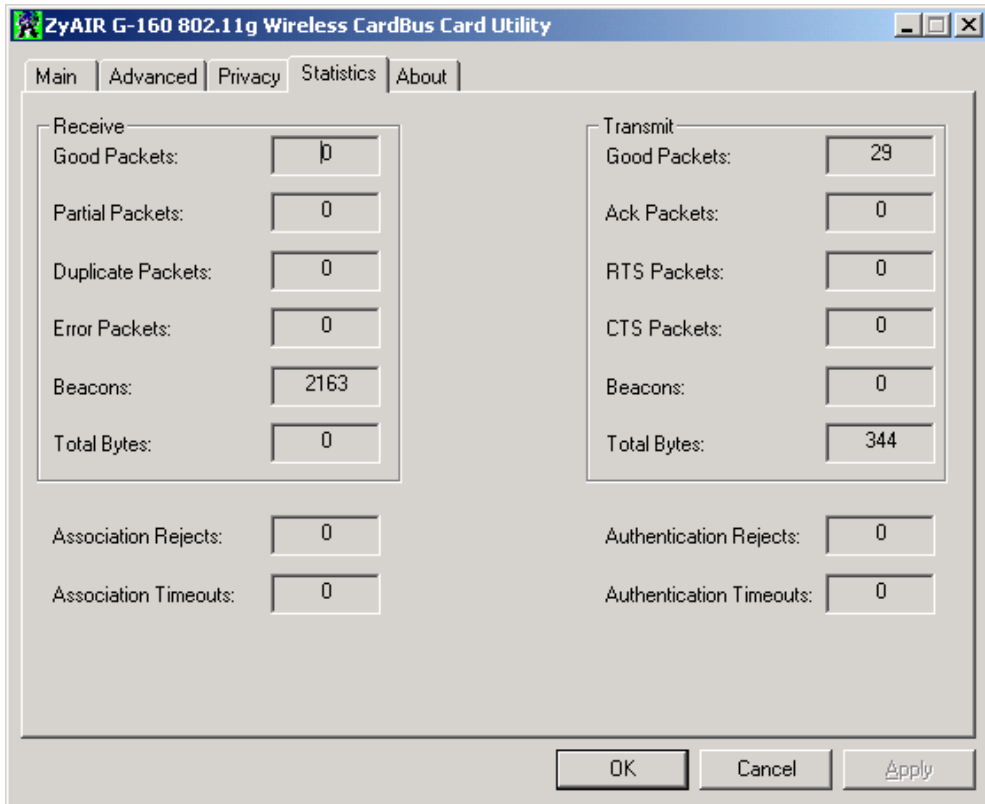 ZyAIR G-160 802.11g Wireless CardBus Card Utility
Main Advanced Privacy Statistics About
Receive
Good Packets: 0
Partial Packets: 0
Duplicate Packets: 0
Error Packets: 0
Beacons: 2163
Total Bytes: 0
Transmit
Good Packets: 29
Ack Packets: 0
RTS Packets: 0
CTS Packets: 0
Beacons: 0
Total Bytes: 344
Association Rejects: 0
Association Timeouts: 0
Authentication Rejects: 0
Authentication Timeouts: 0
OK Cancel Apply